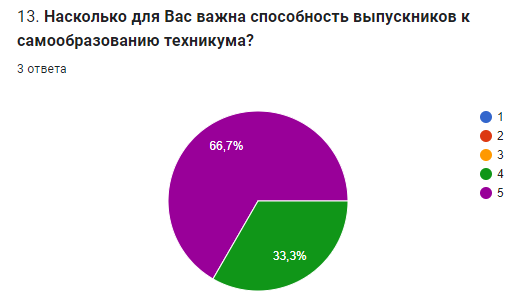 13. Насколько для Вас важна способность выпускников к
самообразованию техникума?
3 ответа
66,7%
33,3%
1
2
3
4
5